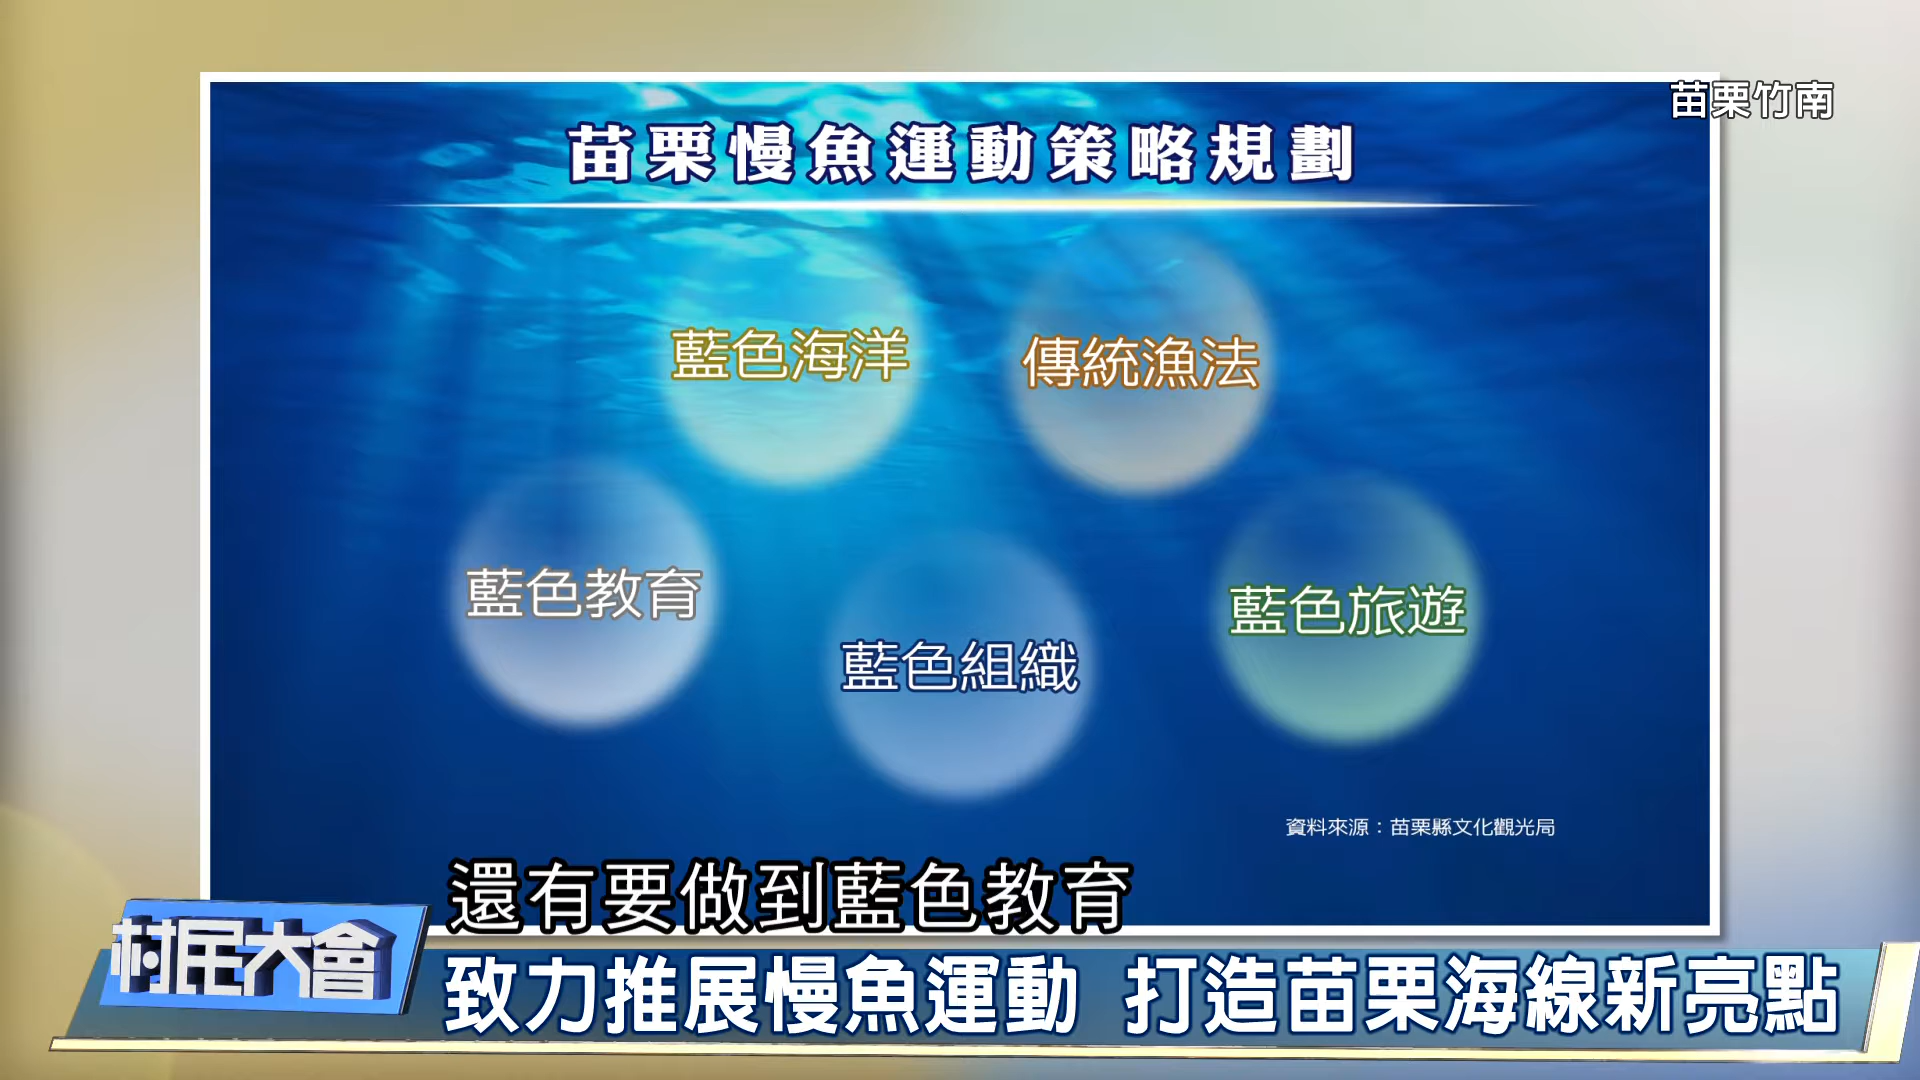 苗栗竹南
苗栗慢魚運動策略規劃
藍色海洋
傳統漁法
藍色教育
藍色組織
藍色旅遊
資料來源：苗栗縣文化觀光局
還有要做到藍色教育
村民大會
致力推展慢魚運動 打造苗栗海線新亮點